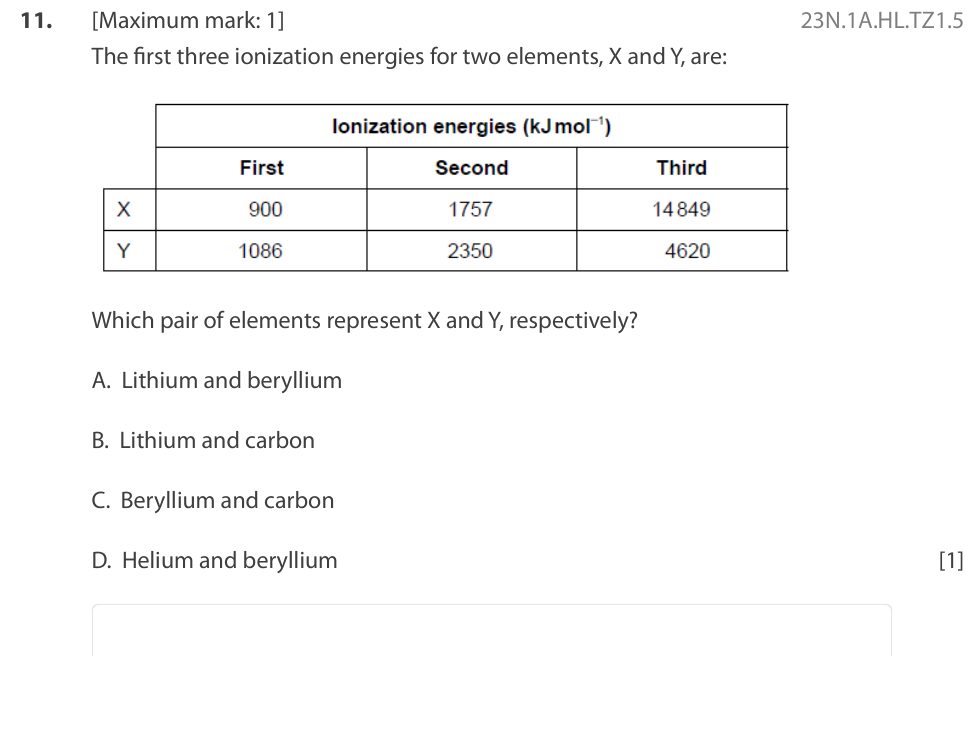 11. [Maximum mark: 1] 23N.1A.HL.TZ1.5
The first three ionization energies for two elements, X and Y, are:
Ionization energies (kJ mol⁻¹)
First Second Third
X 900 1757 14 849
Y 1086 2350 4620
Which pair of elements represent X and Y, respectively?
A. Lithium and beryllium
B. Lithium and carbon
C. Beryllium and carbon
D. Helium and beryllium [1]